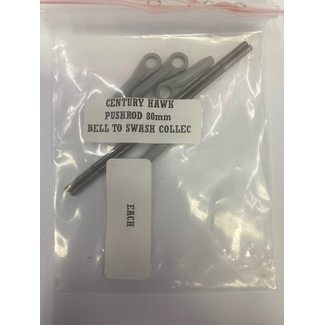 CENTURY HAWK
PUSHROD 80mm
BELL TO SWASH COLLEC
EACH